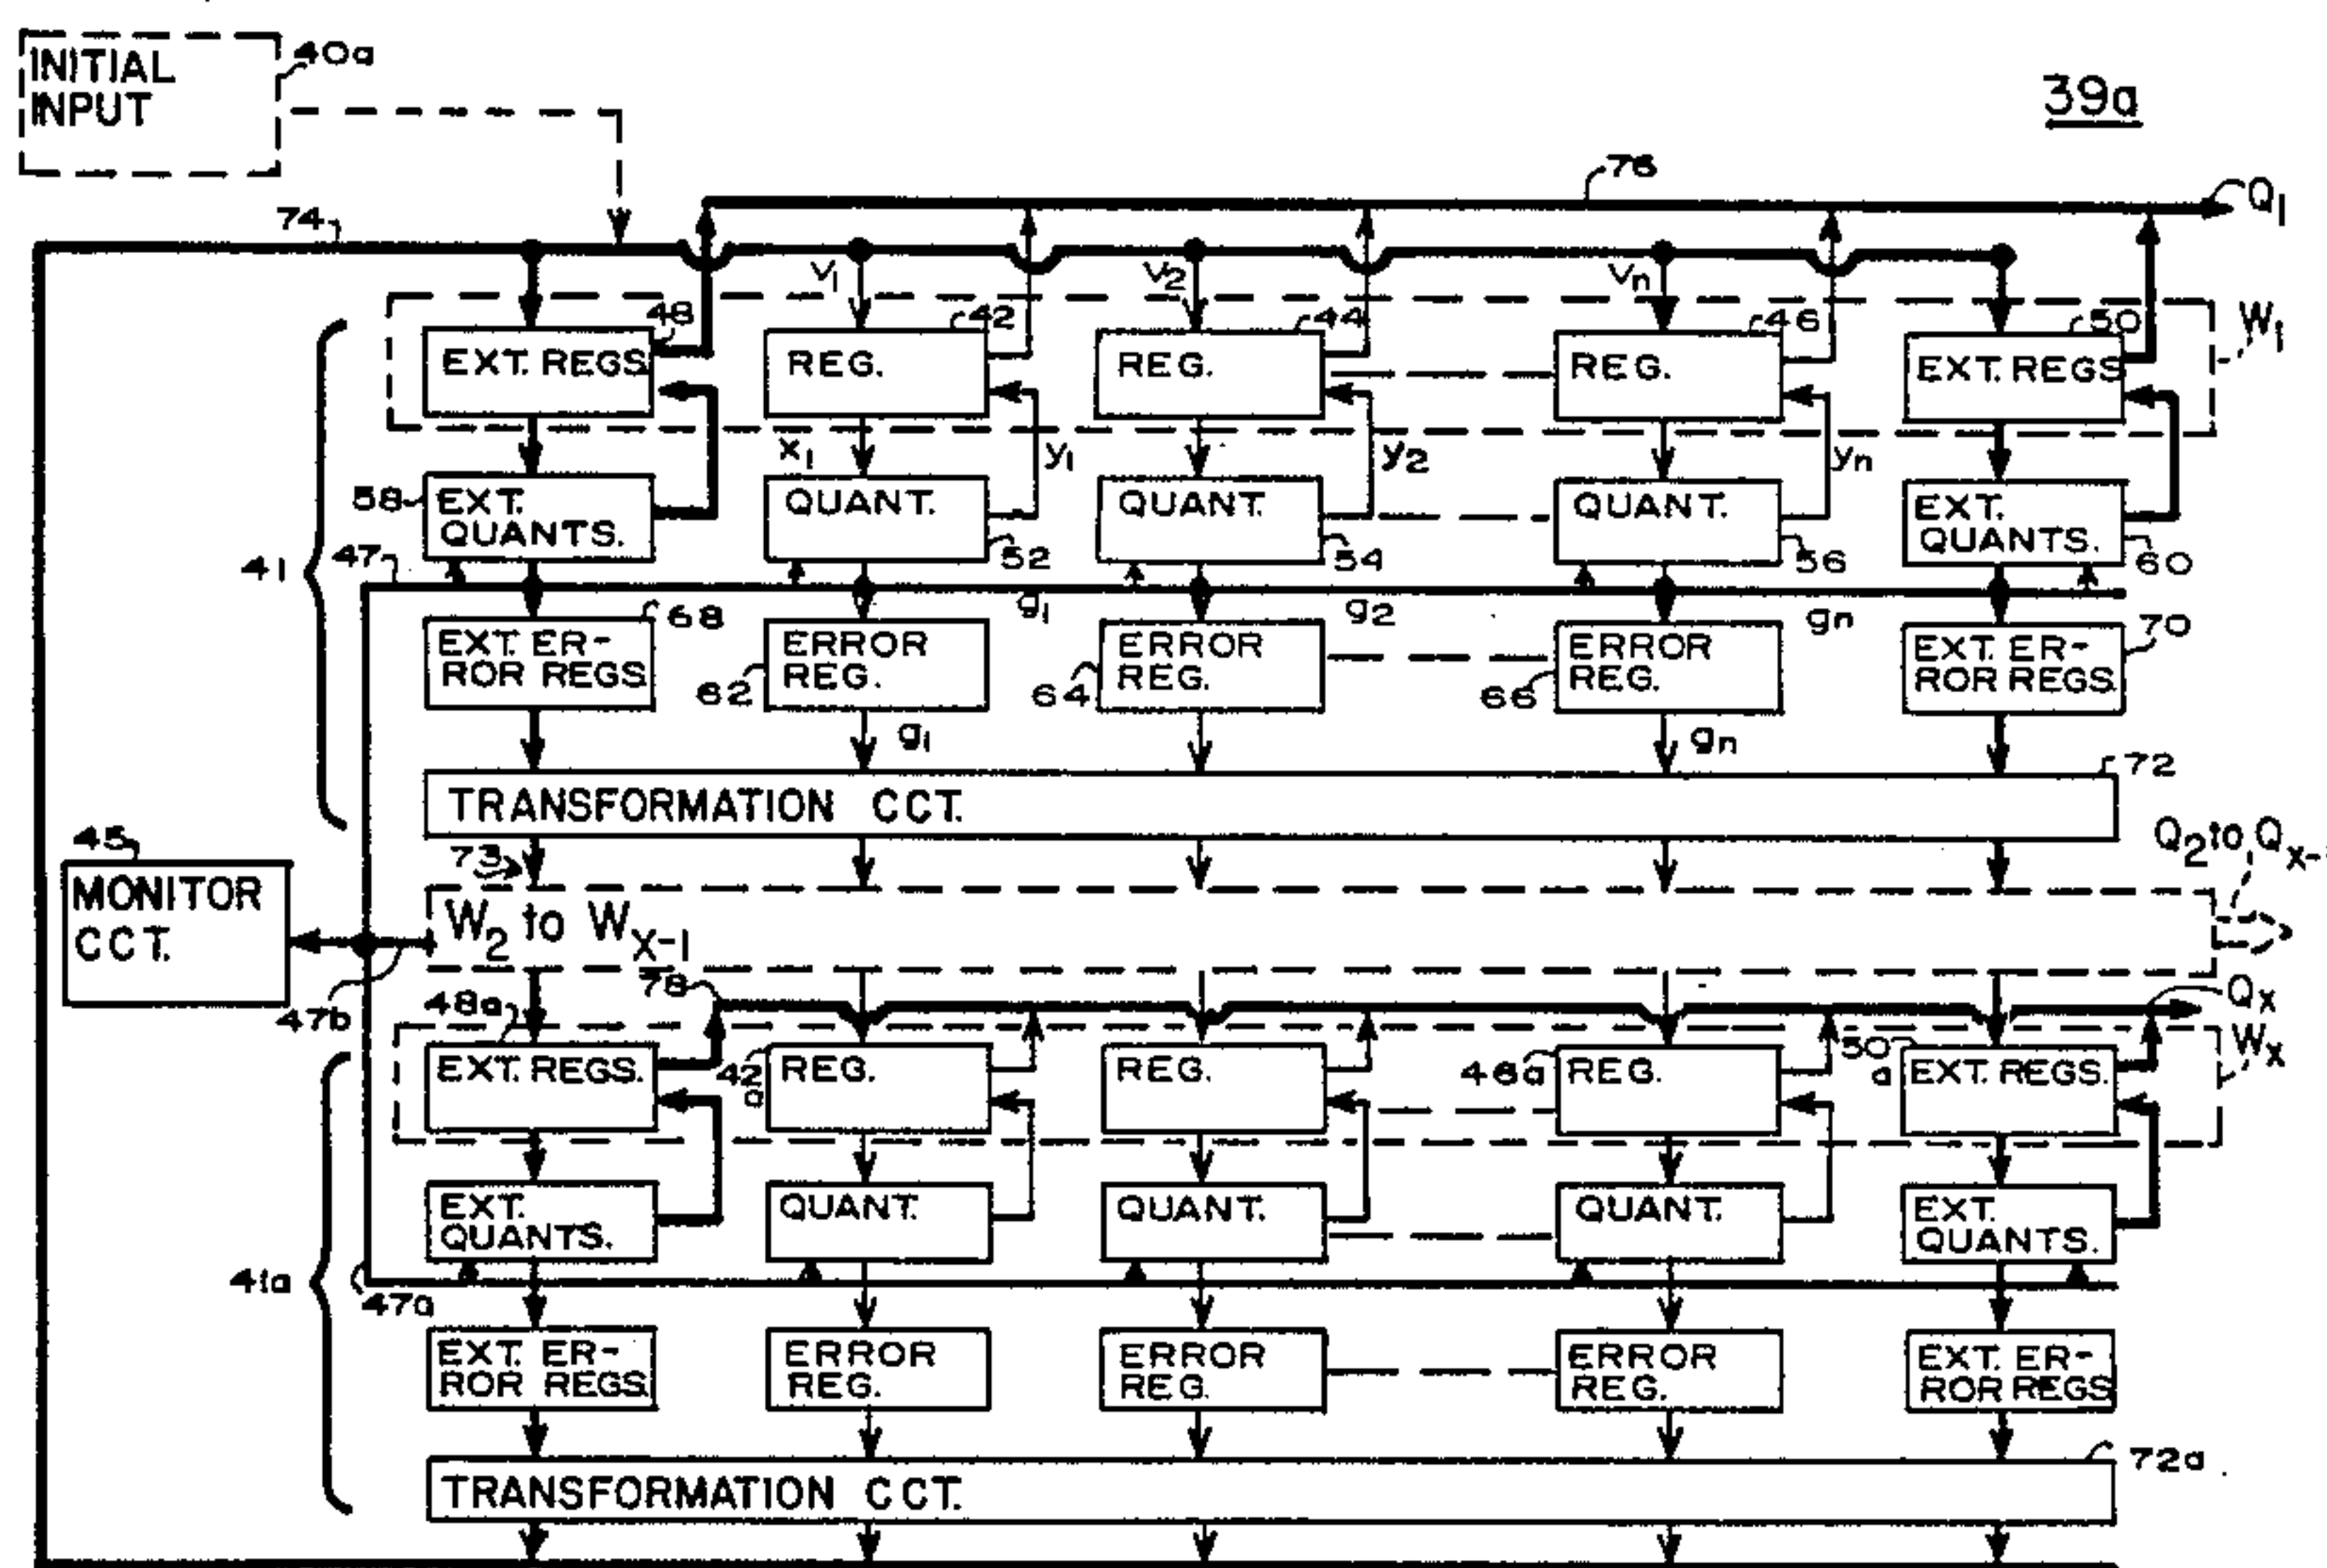 INITIAL
INPUT
40a
39a
76
Q1
74
V1
V2
Vn
48
42
44
46
50
W1
EXT. REGS
REG.
REG.
REG.
EXT. REGS
x1
y1
y2
yn
58
EXT.
QUANTS.
QUANT.
QUANT.
QUANT.
EXT.
QUANTS.
41
47
52
54
56
60
g1
g2
gn
68
70
EXT. ER-
ROR REGS.
ERROR
REG.
ERROR
REG.
ERROR
REG.
EXT. ER-
ROR REGS.
62
64
66
g1
gn
72
TRANSFORMATION CCT.
45
73
Q2 to Qx-1
MONITOR
CCT.
W2 to Wx-1
47b
48a
78
Qx
EXT. REGS.
42a
REG.
REG.
46a
REG.
50a
EXT. REGS.
Wx
EXT.
QUANTS.
QUANT.
QUANT.
QUANT.
EXT.
QUANTS.
41a
47a
EXT. ER-
ROR REGS.
ERROR
REG.
ERROR
REG.
ERROR
REG.
EXT. ER-
ROR REGS
72a
TRANSFORMATION CCT.